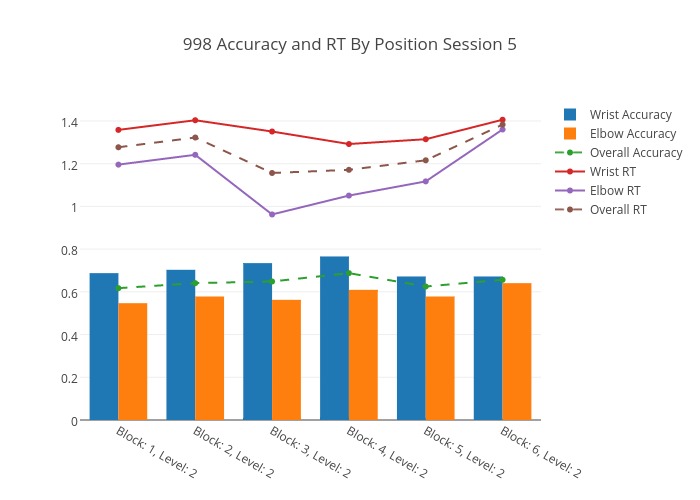 998 Accuracy and RT By Position Session 5
1.4
1.2
1
0.8
0.6
0.4
0.2
0
Block: 1, Level: 2
Block: 2, Level: 2
Block: 3, Level: 2
Block: 4, Level: 2
Block: 5, Level: 2
Block: 6, Level: 2
Wrist Accuracy
Elbow Accuracy
Overall Accuracy
Wrist RT
Elbow RT
Overall RT